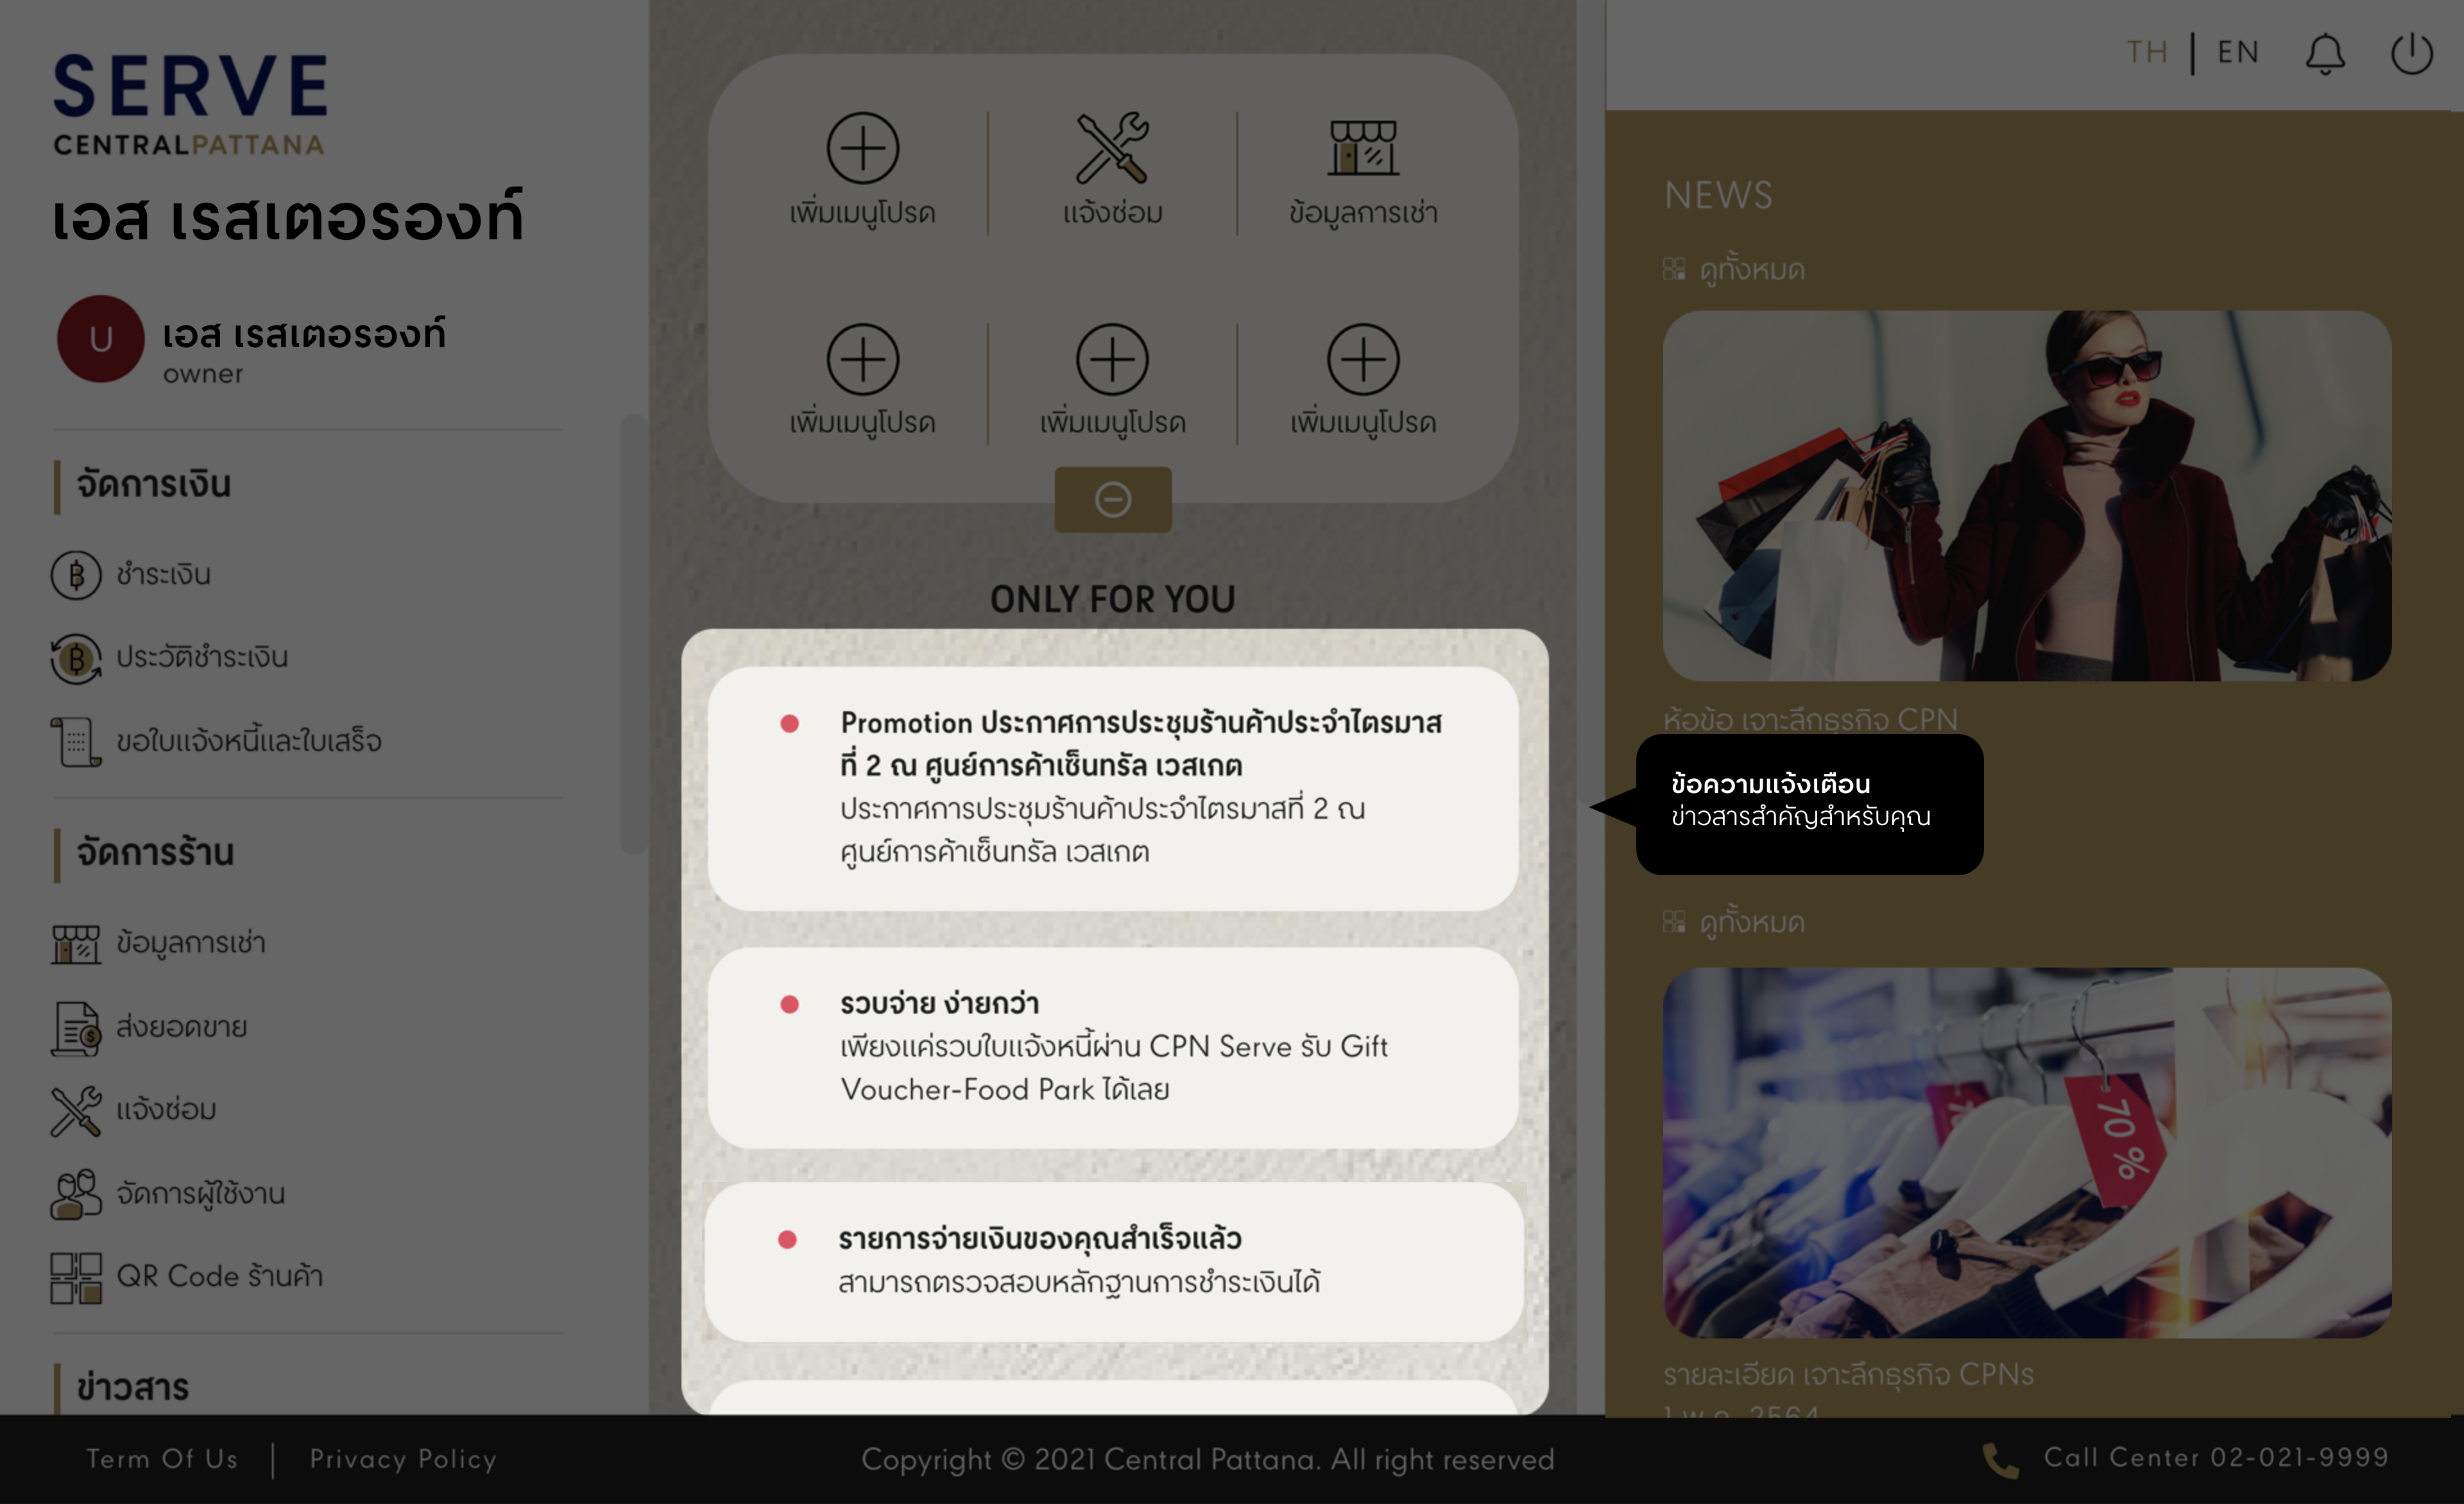 SERVE
CENTRALPATTANA
เอส เรสเตอรองท์
U
เอส เรสเตอรองท์
owner
จัดการเงิน
ชำระเงิน
ประวัติชำระเงิน
ขอใบแจ้งหนี้และใบเสร็จ
จัดการร้าน
ข้อมูลการเช่า
ส่งยอดขาย
แจ้งซ่อม
จัดการผู้ใช้งาน
QR Code ร้านค้า
ข่าวสาร
เพิ่มเมนูโปรด
แจ้งซ่อม
ข้อมูลการเช่า
เพิ่มเมนูโปรด
เพิ่มเมนูโปรด
เพิ่มเมนูโปรด
ONLY FOR YOU
Promotion ประกาศการประชุมร้านค้าประจำไตรมาส
ที่ 2 ณ ศูนย์การค้าเซ็นทรัล เวสเกต
ประกาศการประชุมร้านค้าประจำไตรมาสที่ 2 ณ
ศูนย์การค้าเซ็นทรัล เวสเกต
รวบจ่าย ง่ายกว่า
เพียงแค่รวบใบแจ้งหนี้ผ่าน CPN Serve รับ Gift
Voucher-Food Park ได้เลย
รายการจ่ายเงินของคุณสำเร็จแล้ว
สามารถตรวจสอบหลักฐานการชำระเงินได้
TH | EN
NEWS
ดูทั้งหมด
ห้อข้อ เจาะลึกธุรกิจ CPN
ข้อความแจ้งเตือน
ข่าวสารสำคัญสำหรับคุณ
ดูทั้งหมด
70 %
รายละเอียด เจาะลึกธุรกิจ CPNs
1 พ.ย. 2564
Term Of Us | Privacy Policy
Copyright © 2021 Central Pattana. All right reserved
Call Center 02-021-9999